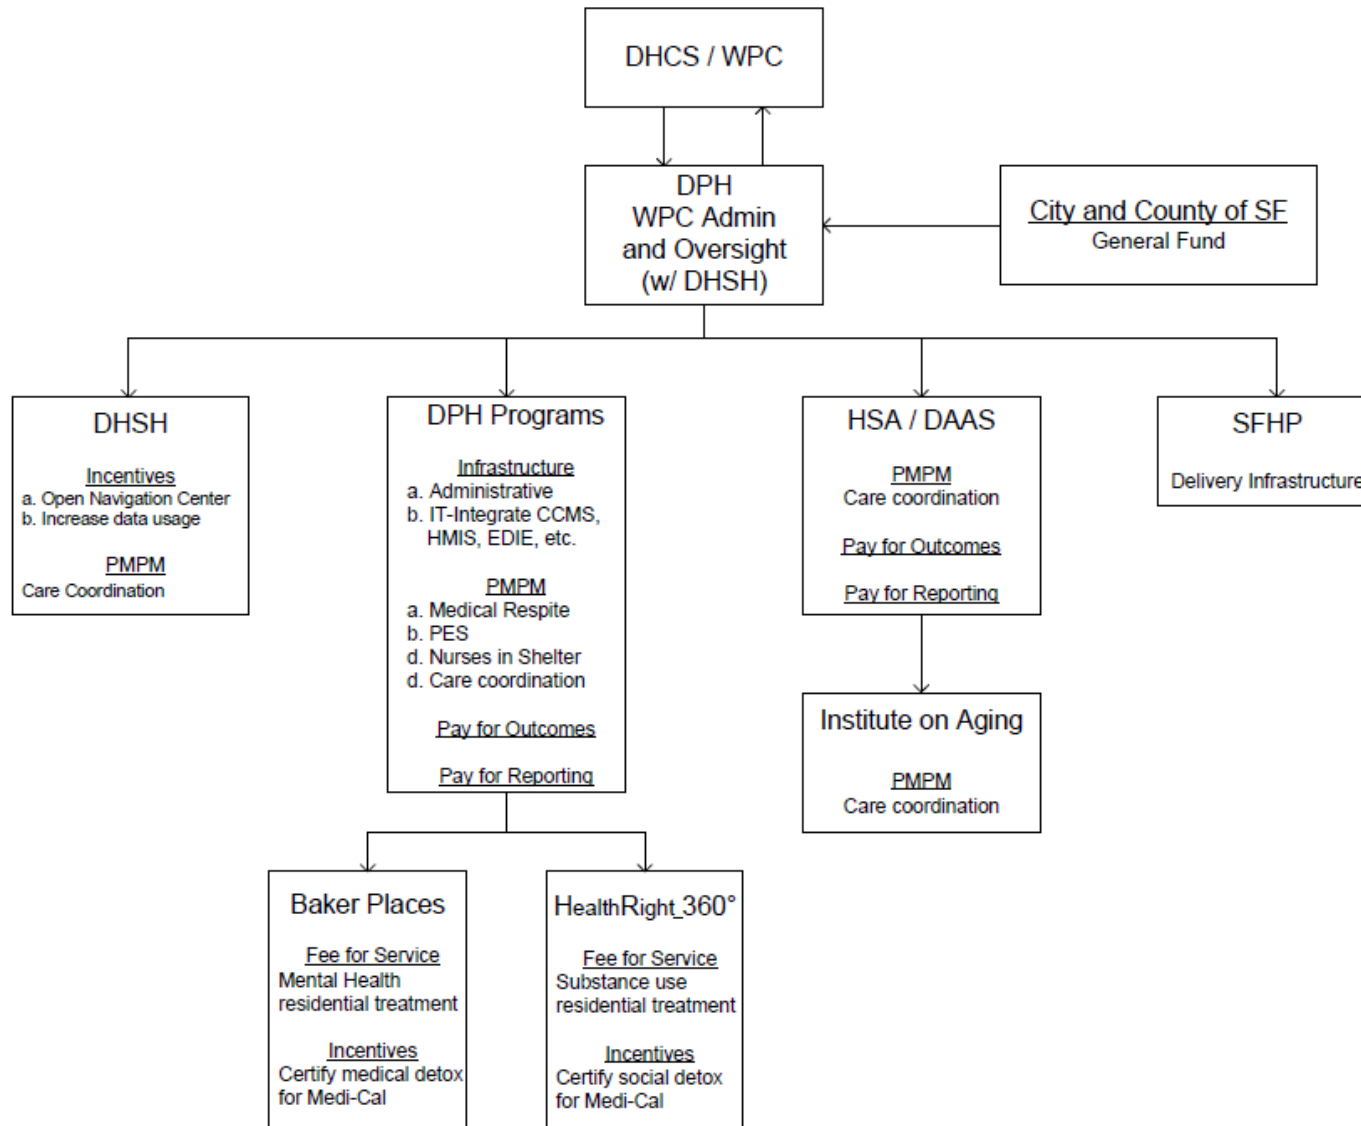 DHCS / WPC
DPH
WPC Admin
and Oversight
(w/ DHSH)
City and County of SF
General Fund
DHSH
Incentives
a. Open Navigation Center
b. Increase data usage
PMPM
Care Coordination
DPH Programs
Infrastructure
a. Administrative
b. IT-Integrate CCMS,
HMIS, EDIE, etc.
PMPM
a. Medical Respite
b. PES
d. Nurses in Shelter
d. Care coordination
Pay for Outcomes
Pay for Reporting
HSA / DAAS
PMPM
Care coordination
Pay for Outcomes
Pay for Reporting
SFHP
Delivery Infrastructure
Institute on Aging
PMPM
Care coordination
Baker Places
Fee for Service
Mental Health
residential treatment
Incentives
Certify medical detox
for Medi-Cal
HealthRight_360°
Fee for Service
Substance use
residential treatment
Incentives
Certify social detox
for Medi-Cal